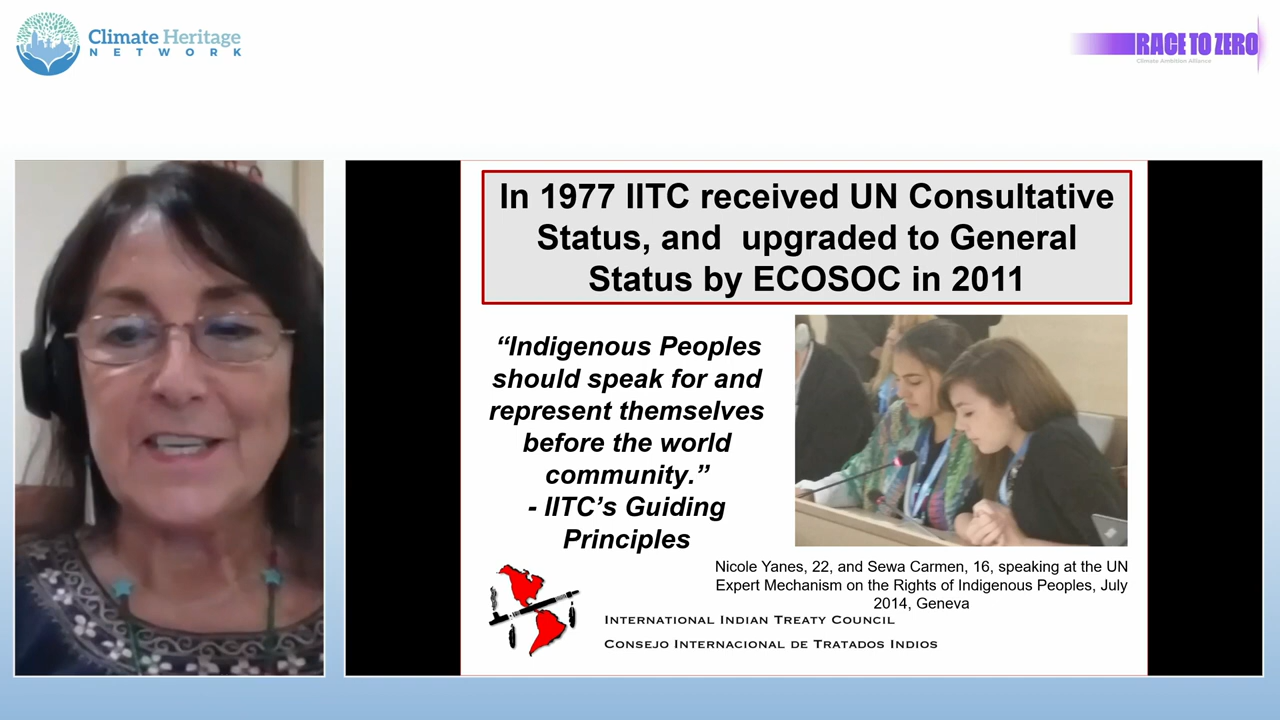 Climate Heritage
NETWORK
RACE TO ZERO
Climate Ambition Alliance
In 1977 IITC received UN Consultative
Status, and upgraded to General
Status by ECOSOC in 2011
“Indigenous Peoples
should speak for and
represent themselves
before the world
community.”
- IITC’s Guiding
Principles
Nicole Yanes, 22, and Sewa Carmen, 16, speaking at the UN
Expert Mechanism on the Rights of Indigenous Peoples, July
2014, Geneva
INTERNATIONAL INDIAN TREATY COUNCIL
CONSEJO INTERNACIONAL DE TRATADOS INDIOS